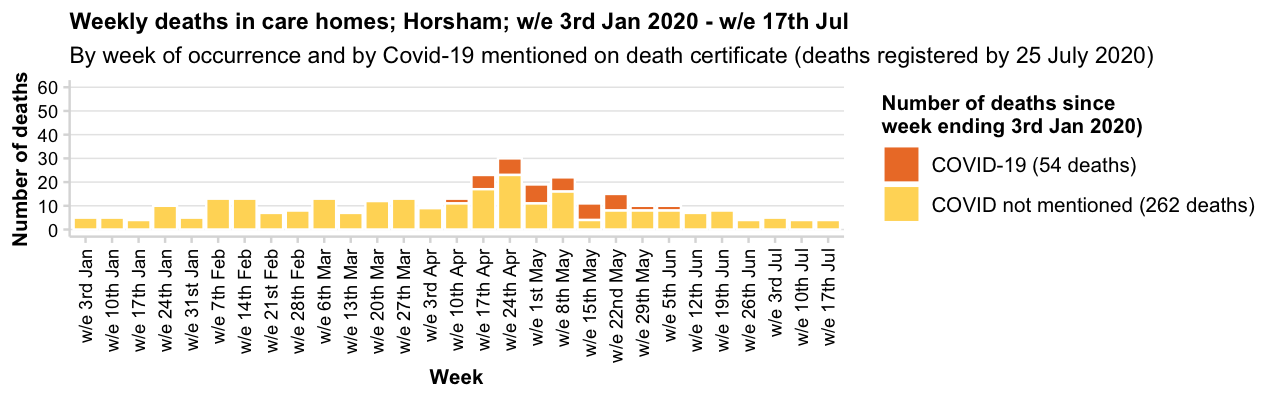 Weekly deaths in care homes; Horsham; w/e 3rd Jan 2020 - w/e 17th Jul
By week of occurrence and by Covid-19 mentioned on death certificate (deaths registered by 25 July 2020)
Number of deaths
60
50
40
30
20
10
0
w/e 3rd Jan
w/e 10th Jan
w/e 17th Jan
w/e 24th Jan
w/e 31st Jan
w/e 7th Feb
w/e 14th Feb
w/e 21st Feb
w/e 28th Feb
w/e 6th Mar
w/e 13th Mar
w/e 20th Mar
w/e 27th Mar
w/e 3rd Apr
w/e 10th Apr
w/e 17th Apr
w/e 24th Apr
w/e 1st May
w/e 8th May
w/e 15th May
w/e 22nd May
w/e 29th May
w/e 5th Jun
w/e 12th Jun
w/e 19th Jun
w/e 26th Jun
w/e 3rd Jul
w/e 10th Jul
w/e 17th Jul
Week
Number of deaths since
week ending 3rd Jan 2020)
COVID-19 (54 deaths)
COVID not mentioned (262 deaths)